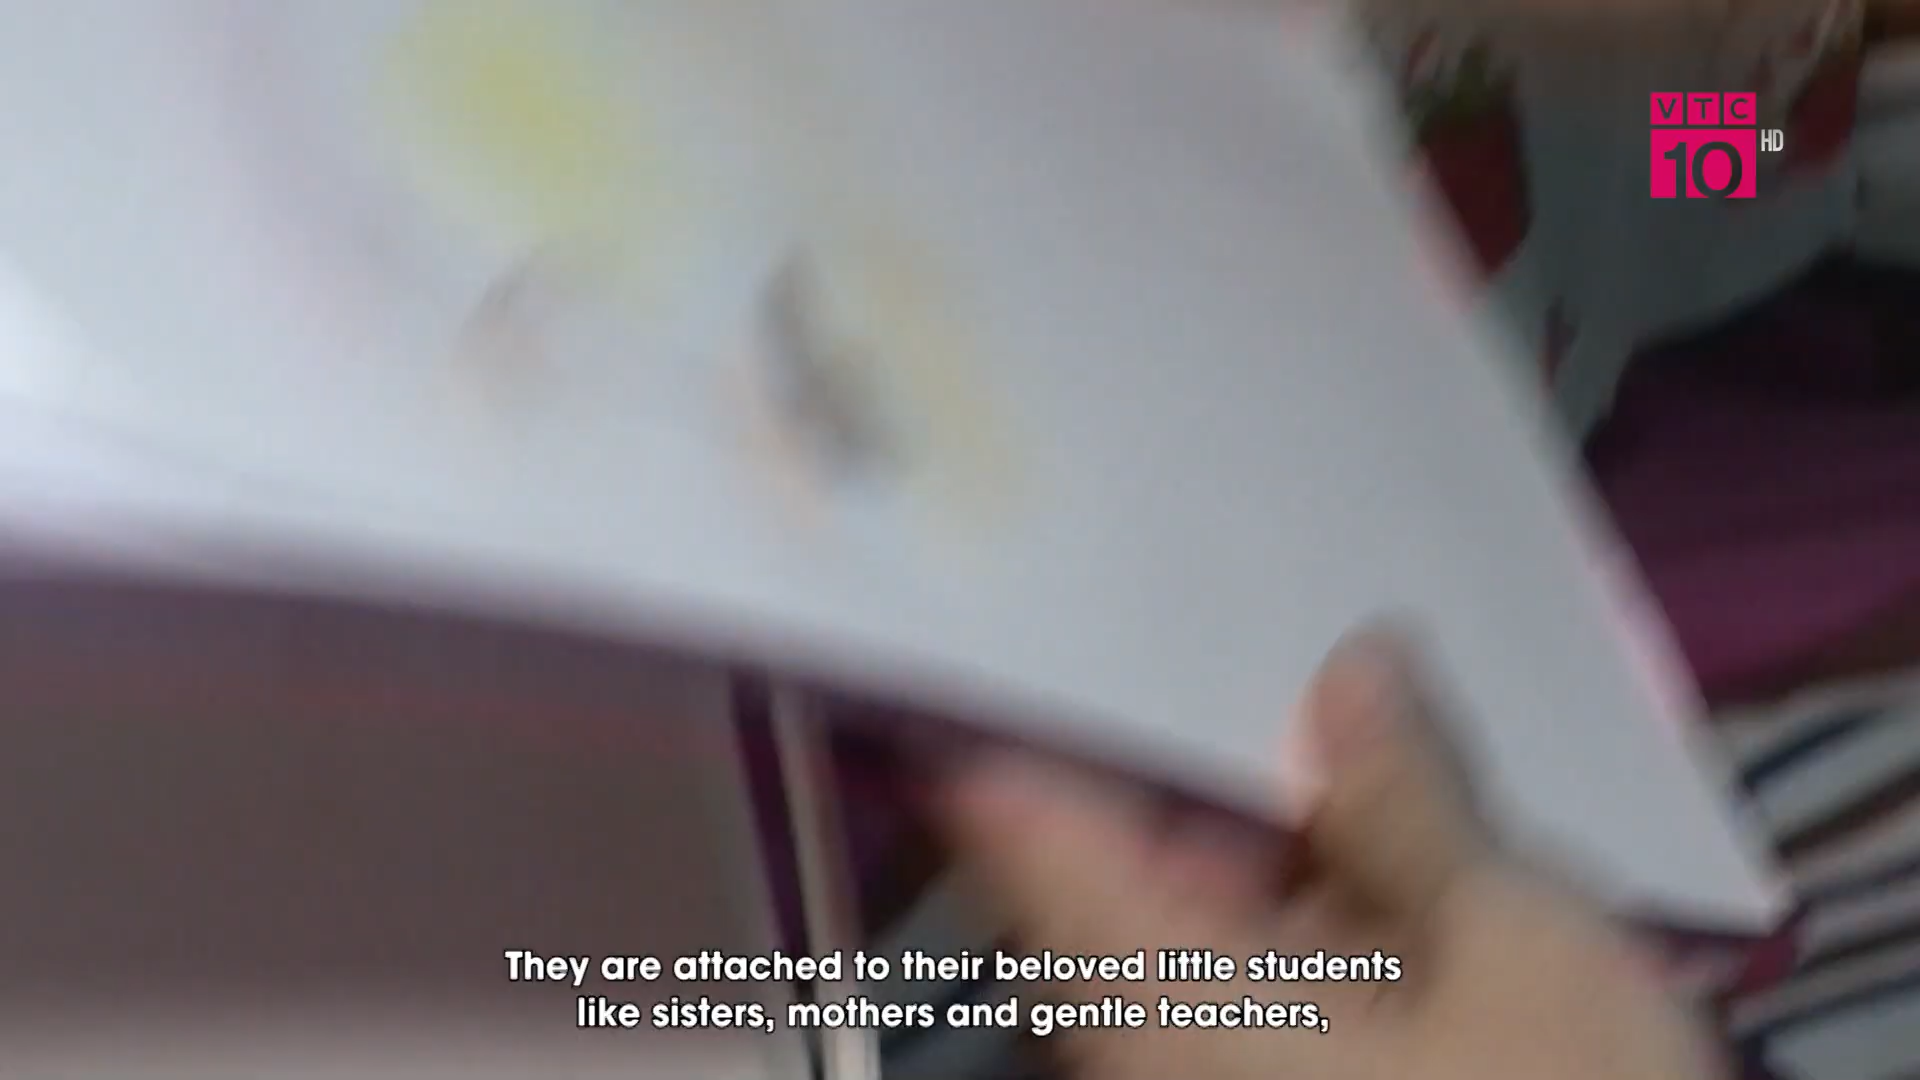 VTC
10 HD
They are attached to their beloved little students
like sisters, mothers and gentle teachers,